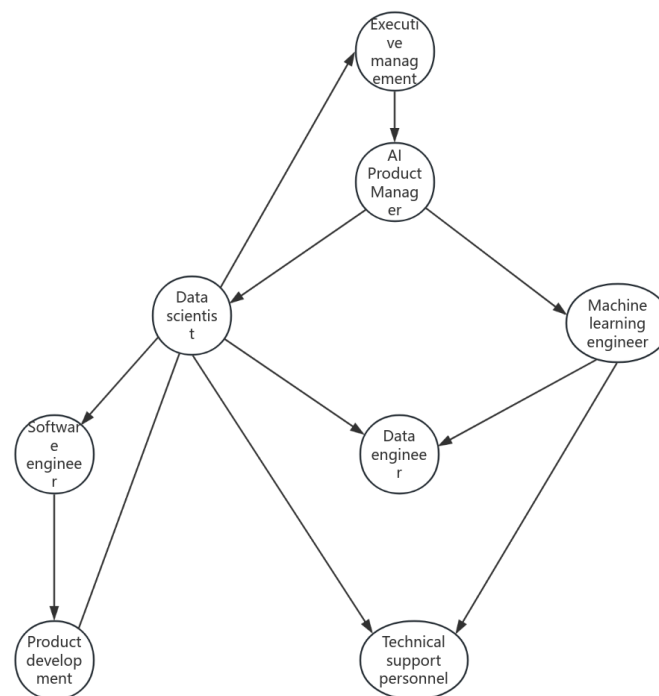 Executi
ve
manag
ement
AI
Product
Manag
er
Data
scientis
t
Machine
learning
engineer
Softwar
e
enginee
r
Data
enginee
r
Product
develop
ment
Technical
support
personnel